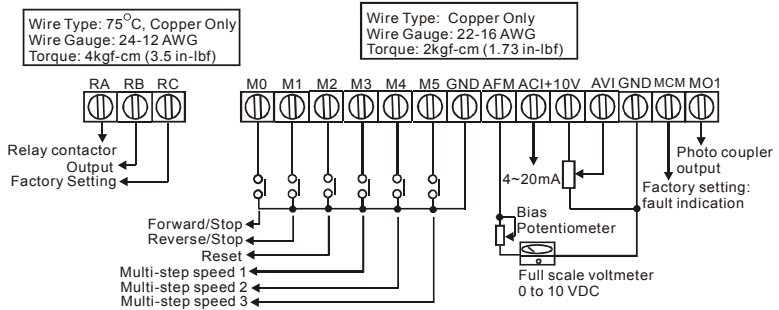 Wire Type: 75°C, Copper Only
Wire Gauge: 24-12 AWG
Torque: 4kgf-cm (3.5 in-lbf)
Wire Type: Copper Only
Wire Gauge: 22-16 AWG
Torque: 2kgf-cm (1.73 in-lbf)
RA RB RC
M0 M1 M2 M3 M4 M5 GND AFM ACI +10V AVI GND MCM MO1
Relay contactor
Output
Factory Setting
4~20mA
Photo coupler
output
Factory setting:
fault indication
Bias
Potentiometer
Forward/Stop
Reverse/Stop
Reset
Multi-step speed 1
Multi-step speed 2
Multi-step speed 3
Full scale voltmeter
0 to 10 VDC